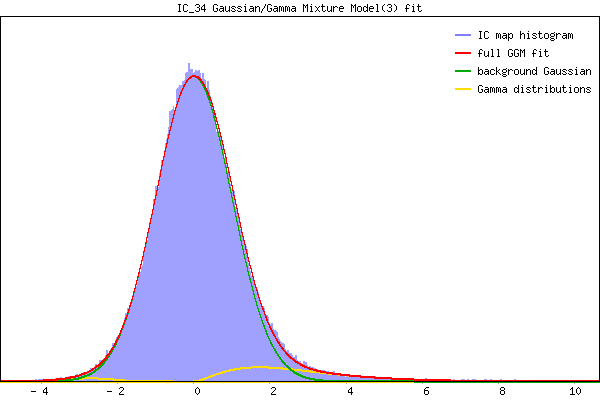 IC_34 Gaussian/Gamma Mixture Model(3) fit
IC map histogram
full GGM fit
background Gaussian
Gamma distributions
-4 -2 0 2 4 6 8 10